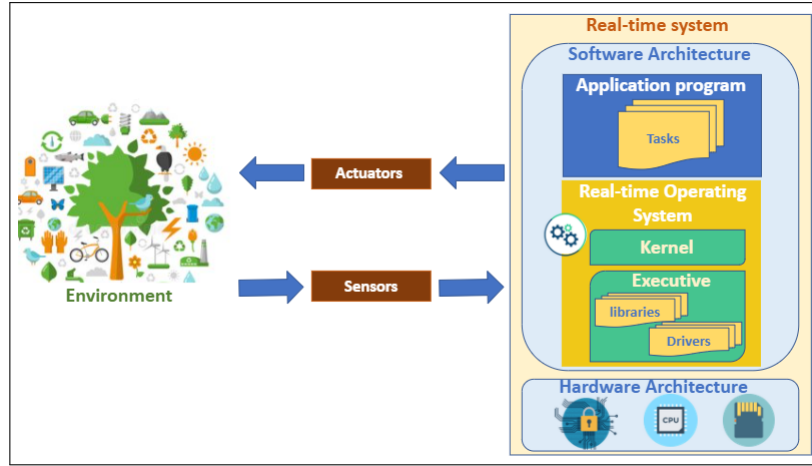 Real-time system
Software Architecture
Application program
Tasks
Actuators
Real-time Operating
System
Kernel
Environment
Sensors
Executive
libraries
Drivers
Hardware Architecture
CPU